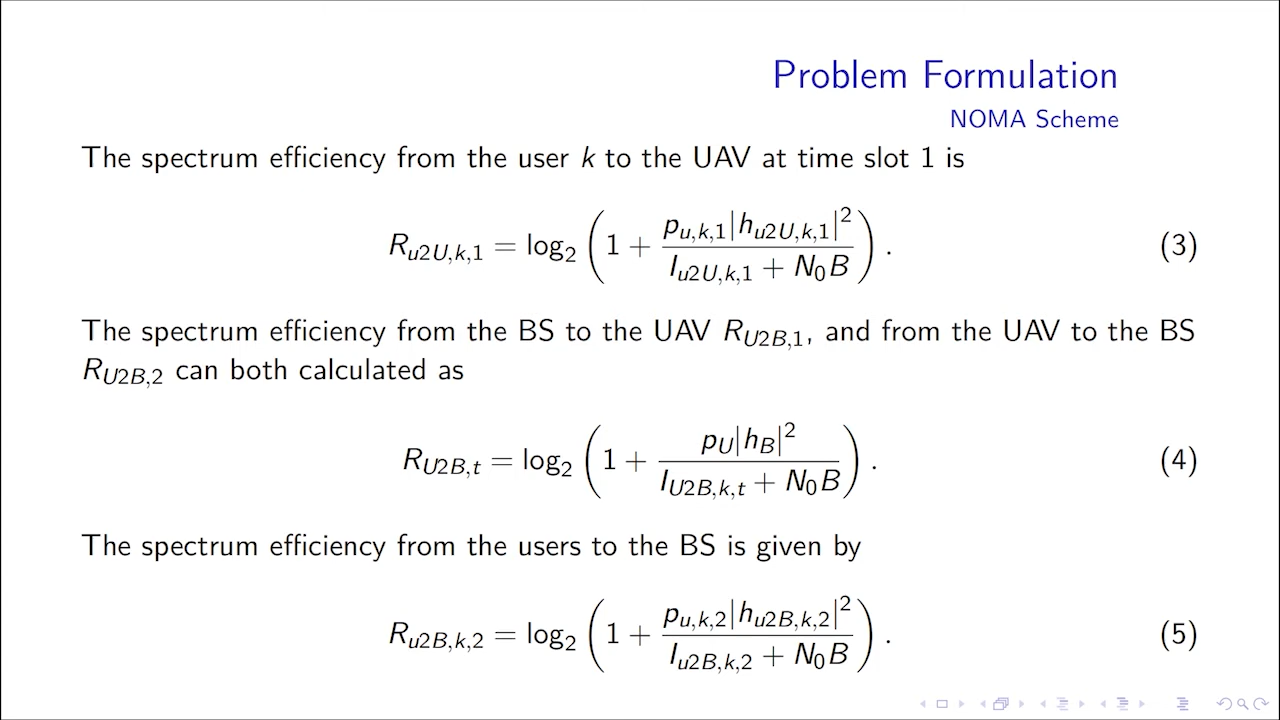 Problem Formulation
NOMA Scheme
The spectrum efficiency from the user k to the UAV at time slot 1 is
R_{u2U,k,1} = log_2 ( 1 + \frac{p_{u,k,1}|h_{u2U,k,1}|^2}{I_{u2U,k,1} + N_0 B} ) . (3)
The spectrum efficiency from the BS to the UAV R_{U2B,1}, and from the UAV to the BS
R_{U2B,2} can both calculated as
R_{U2B,t} = log_2 ( 1 + \frac{p_U|h_B|^2}{I_{U2B,k,t} + N_0 B} ) . (4)
The spectrum efficiency from the users to the BS is given by
R_{u2B,k,2} = log_2 ( 1 + \frac{p_{u,k,2}|h_{u2B,k,2}|^2}{I_{u2B,k,2} + N_0 B} ) . (5)